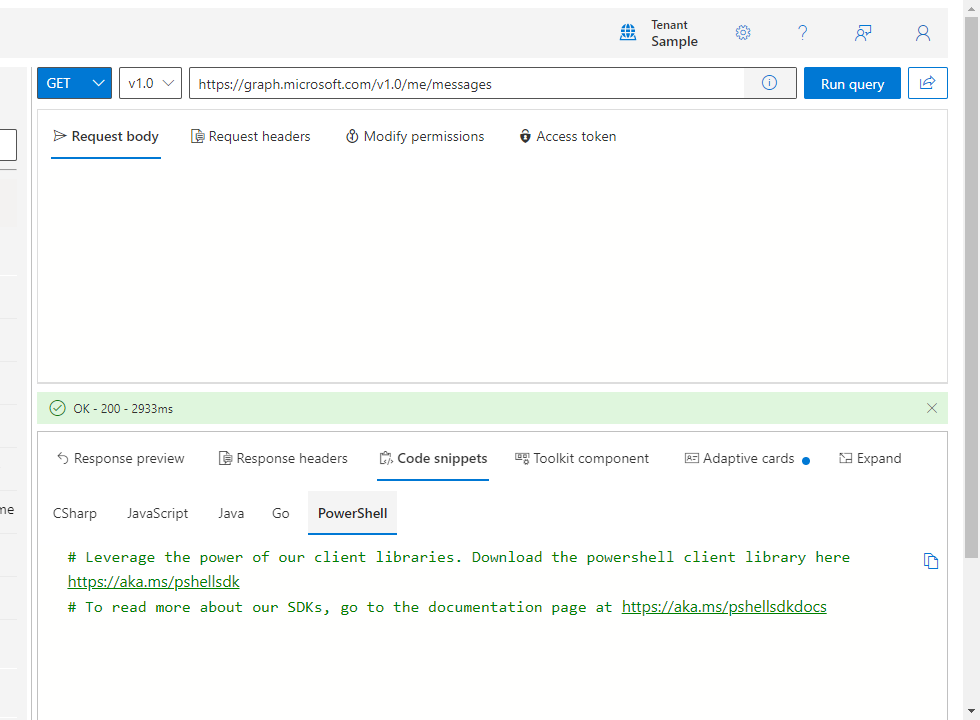 Tenant
Sample
GET
v1.0
https://graph.microsoft.com/v1.0/me/messages
Run query
Request body
Request headers
Modify permissions
Access token
OK - 200 - 2933ms
Response preview
Response headers
Code snippets
Toolkit component
Adaptive cards
Expand
me
CSharp
JavaScript
Java
Go
PowerShell
# Leverage the power of our client libraries. Download the powershell client library here
https://aka.ms/pshellsdk
# To read more about our SDKs, go to the documentation page at https://aka.ms/pshellsdkdocs